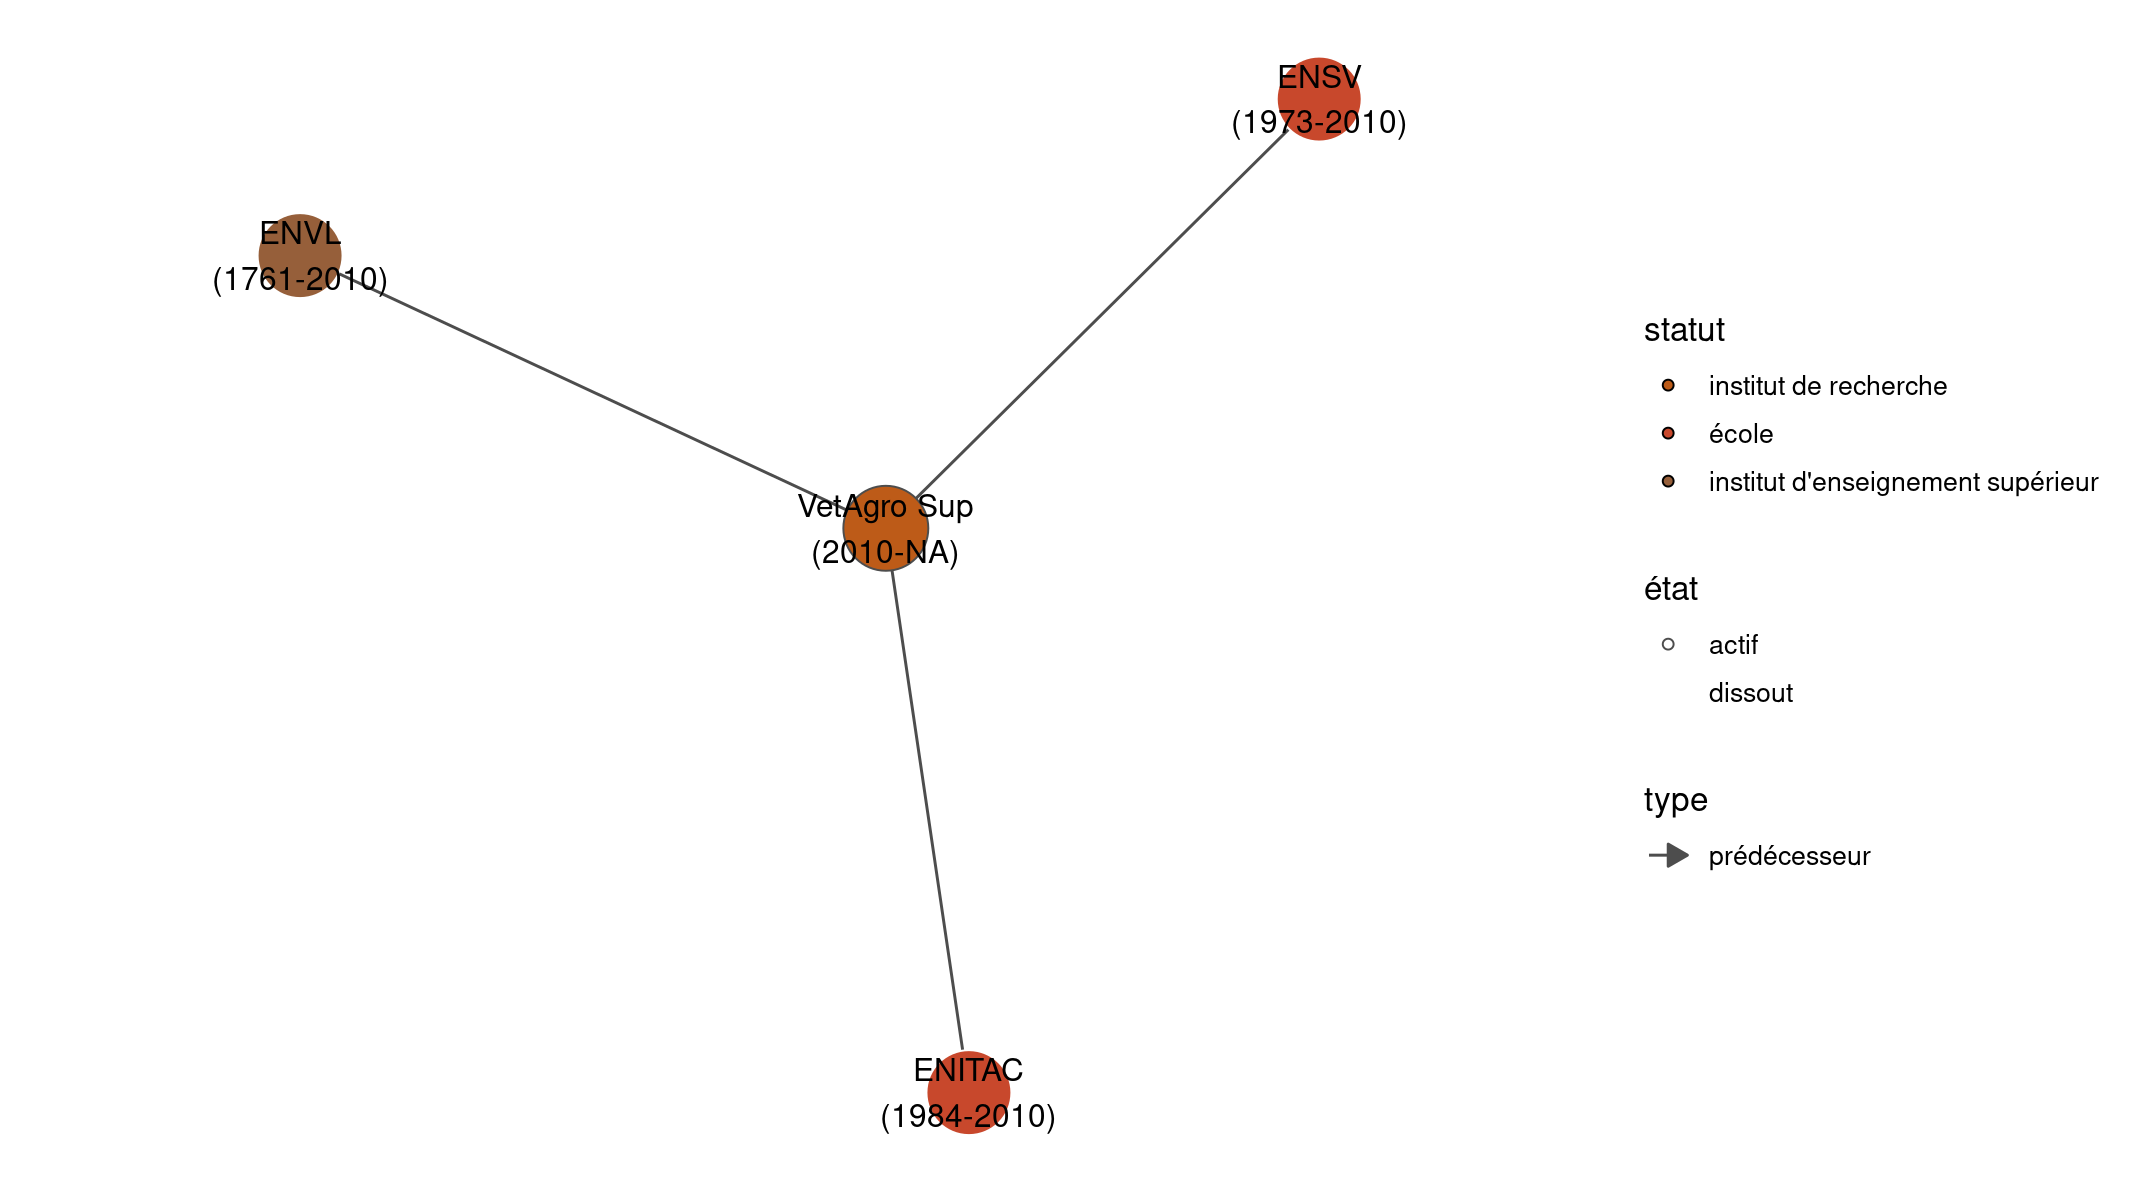 ENSV
(1973-2010)
ENVL
(1761-2010)
VetAgro Sup
(2010-NA)
ENITAC
(1984-2010)
statut
institut de recherche
école
institut d'enseignement supérieur
état
actif
dissout
type
prédécesseur